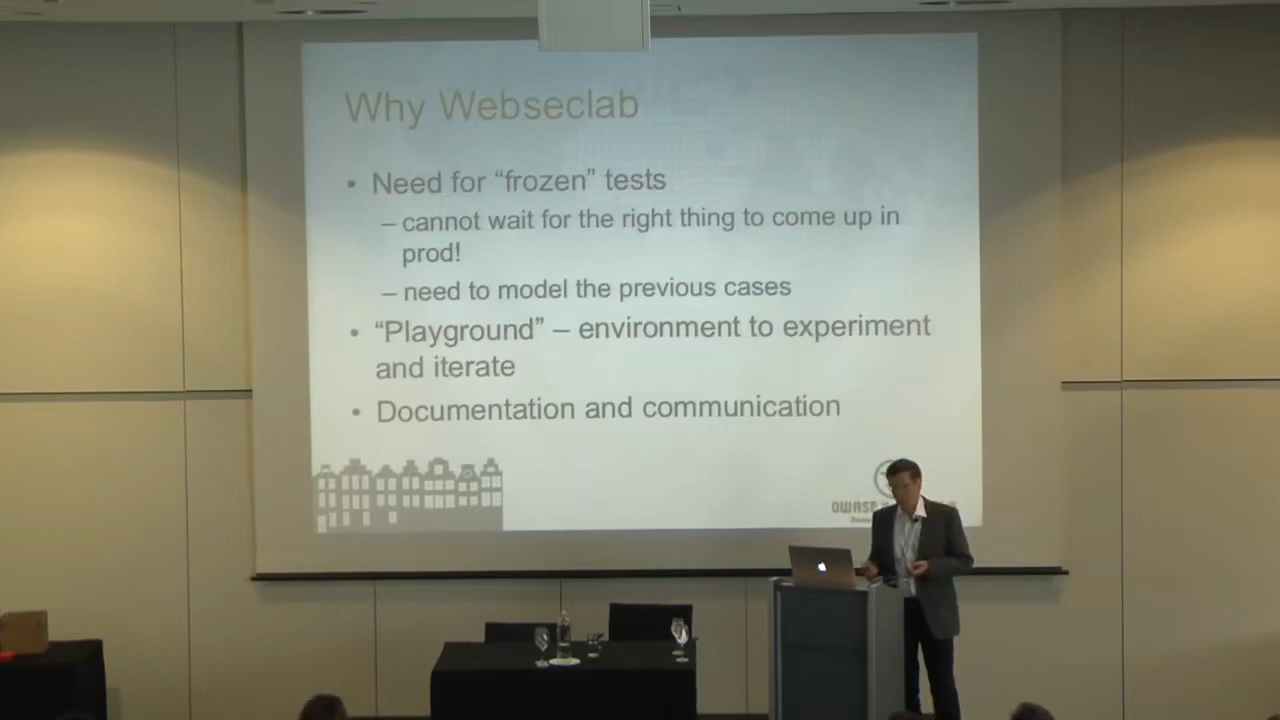 Why Webseclab
• Need for “frozen” tests
– cannot wait for the right thing to come up in
prod!
– need to model the previous cases
• “Playground” – environment to experiment
and iterate
• Documentation and communication
OWASP